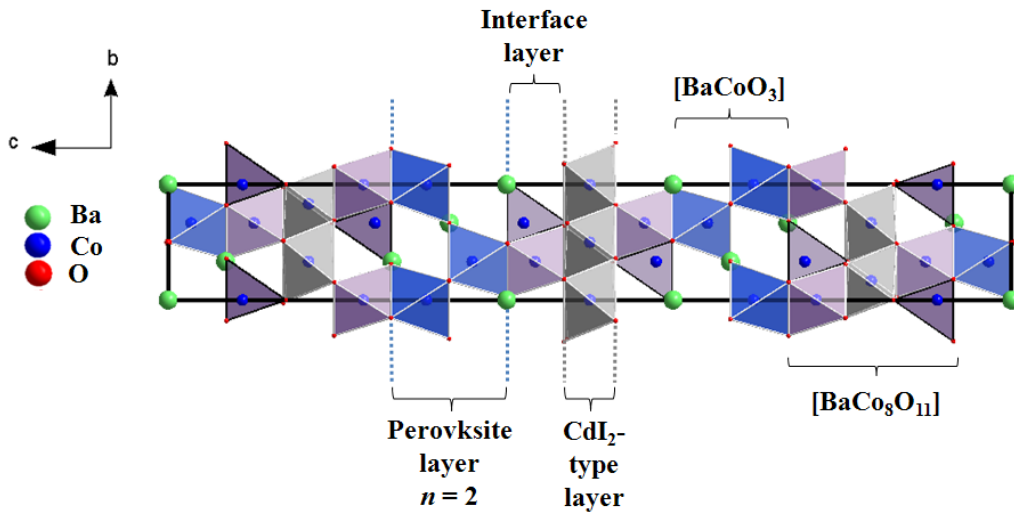 Interface
layer
b
[BaCoO₃]
c
Ba
Co
O
[BaCo₈O₁₁]
Perovksite
layer
n = 2
CdI₂-
type
layer